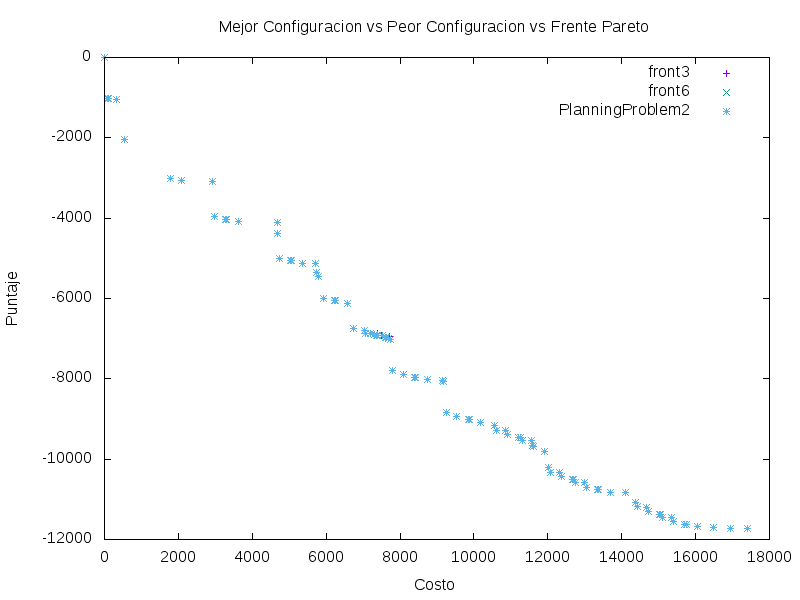 Mejor Configuracion vs Peor Configuracion vs Frente Pareto
front3
front6
PlanningProblem2
0
-2000
-4000
-6000
-8000
-10000
-12000
Puntaje
0 2000 4000 6000 8000 10000 12000 14000 16000 18000
Costo